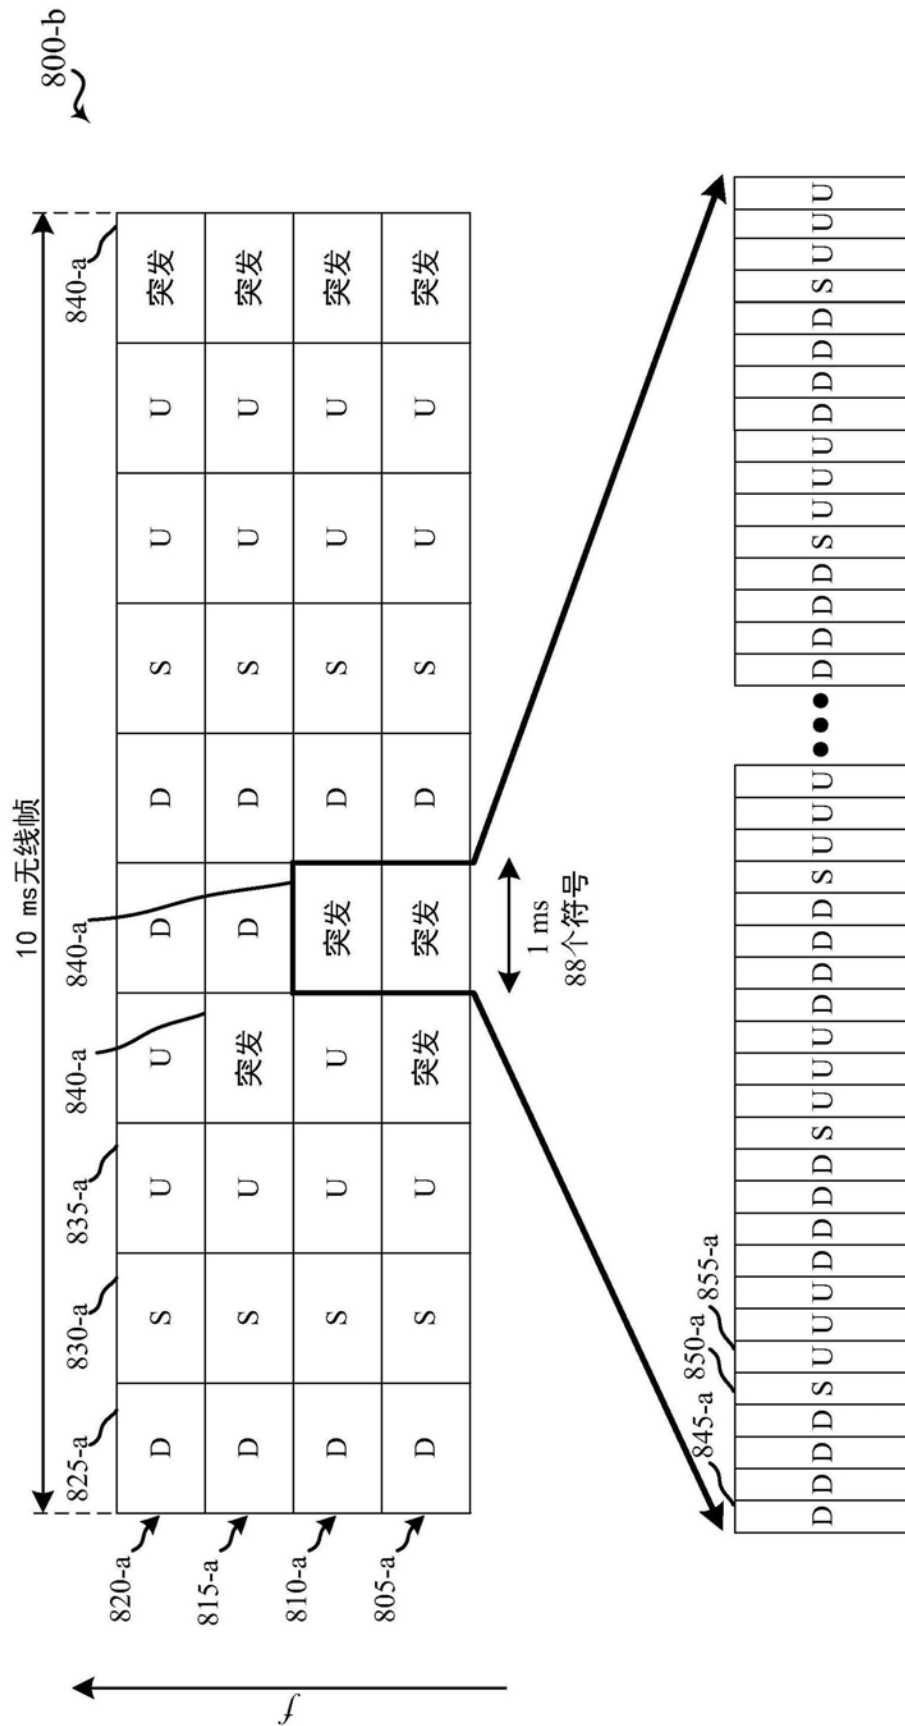 800-b
10 ms无线帧
825-a 830-a 835-a 840-a 840-a 840-a
820-a D S U U D D S U U 突发
815-a D S U 突发 D D S U U 突发
810-a D S U U 突发 D S U U 突发
805-a D S U 突发 突发 D S U U 突发
f
1 ms
88个符号
845-a 850-a 855-a
D D D D S U U U D D D D S U U U D D D D S U U U ••• D D D D S U U U D D D D S U U U